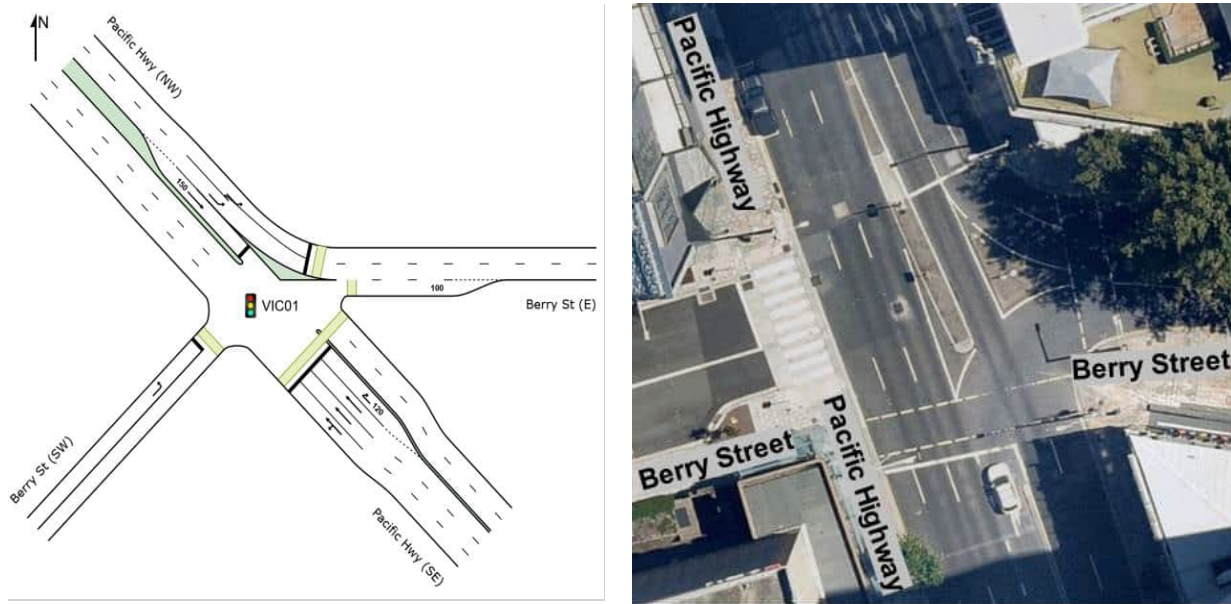 N
Pacific Hwy (NW)
150
VIC01
100
Berry St (E)
120
Berry St (SW)
Pacific Hwy (SE)
Pacific Highway
Berry Street
Berry Street
Pacific Highway